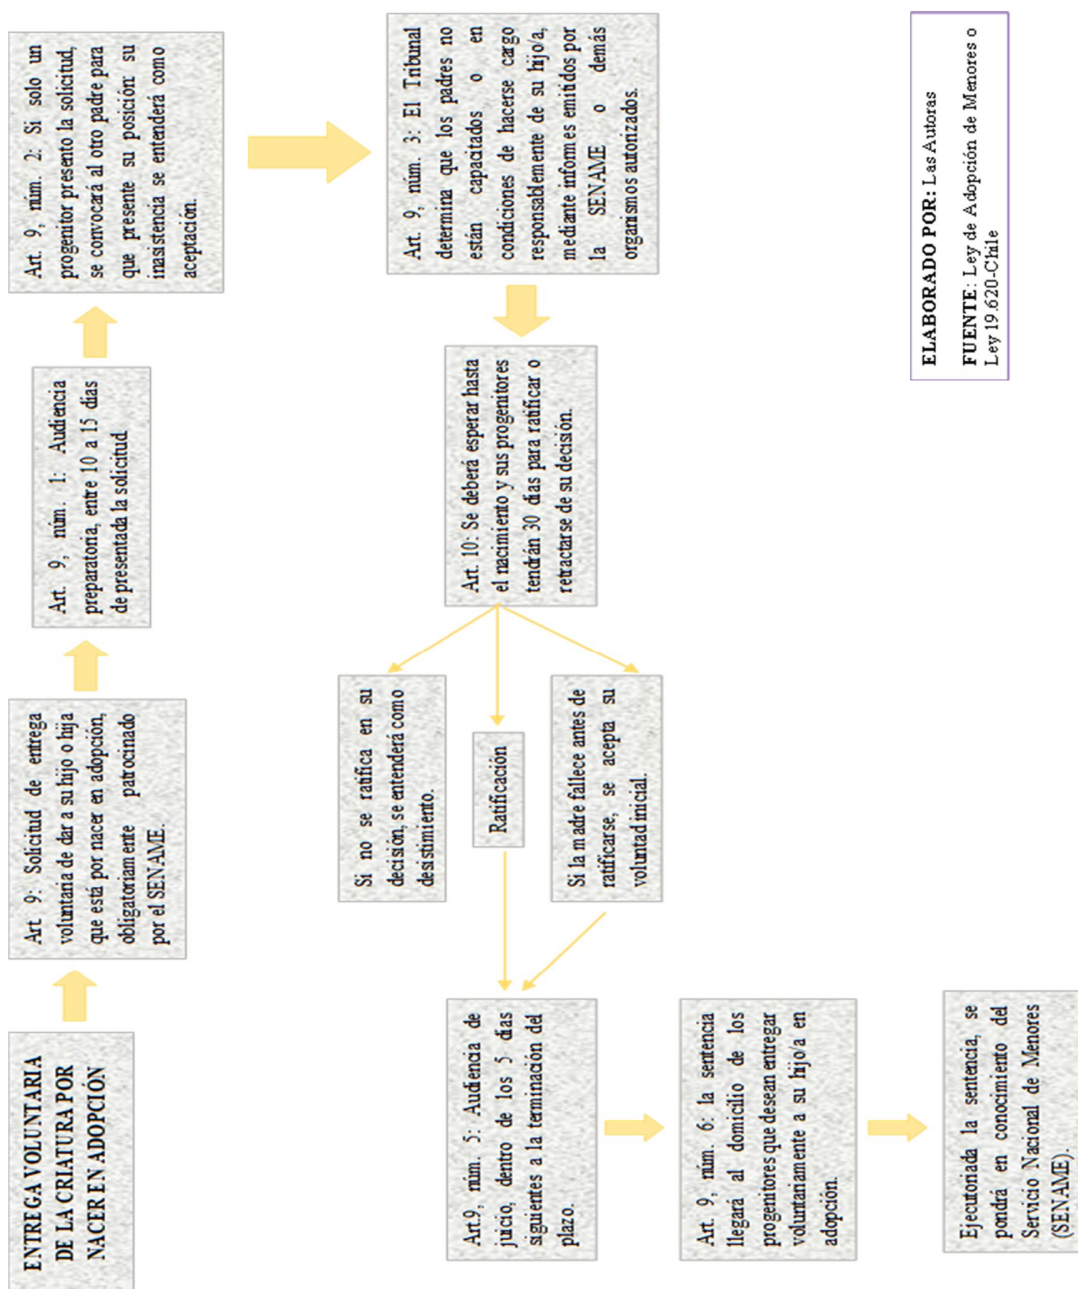 ENTREGA VOLUNTARIA
DE LA CRIATURA POR
NACER EN ADOPCIÓN
Art. 9: Solicitud de entrega
voluntaria de dar a su hijo o hija
que está por nacer en adopción,
obligatoriamente patrocinado
por el SENAME.
Art. 9, núm. 1: Audiencia
preparatoria, entre 10 a 15 días
de presentada la solicitud.
Art. 9, núm. 2: Si solo un
progenitor presento la solicitud,
se convocará al otro padre para
que presente su posición: su
inasistencia se entenderá como
aceptación.
Art. 9, núm. 3: El Tribunal
determina que los padres no
están capacitados o en
condiciones de hacerse cargo
responsablemente de su hijo/a,
mediante informes emitidos por
la SENAME o demás
organismos autorizados.
Art. 10: Se deberá esperar hasta
el nacimiento y sus progenitores
tendrán 30 días para ratificar o
retractarse de su decisión.
Si no se ratifica en su
decisión, se entenderá como
desistimiento.
Ratificación
Si la madre fallece antes de
ratificarse, se acepta su
voluntad inicial.
Art.9, núm. 5: Audiencia de
juicio, dentro de los 5 días
siguientes a la terminación del
plazo.
Art. 9, núm. 6: la sentencia
llegará al domicilio de los
progenitores que desean entregar
voluntariamente a su hijo/a en
adopción.
Ejecutoriada la sentencia, se
pondrá en conocimiento del
Servicio Nacional de Menores
(SENAME).
ELABORADO POR: Las Autoras
FUENTE: Ley de Adopción de Menores o
Ley 19.620-Chile